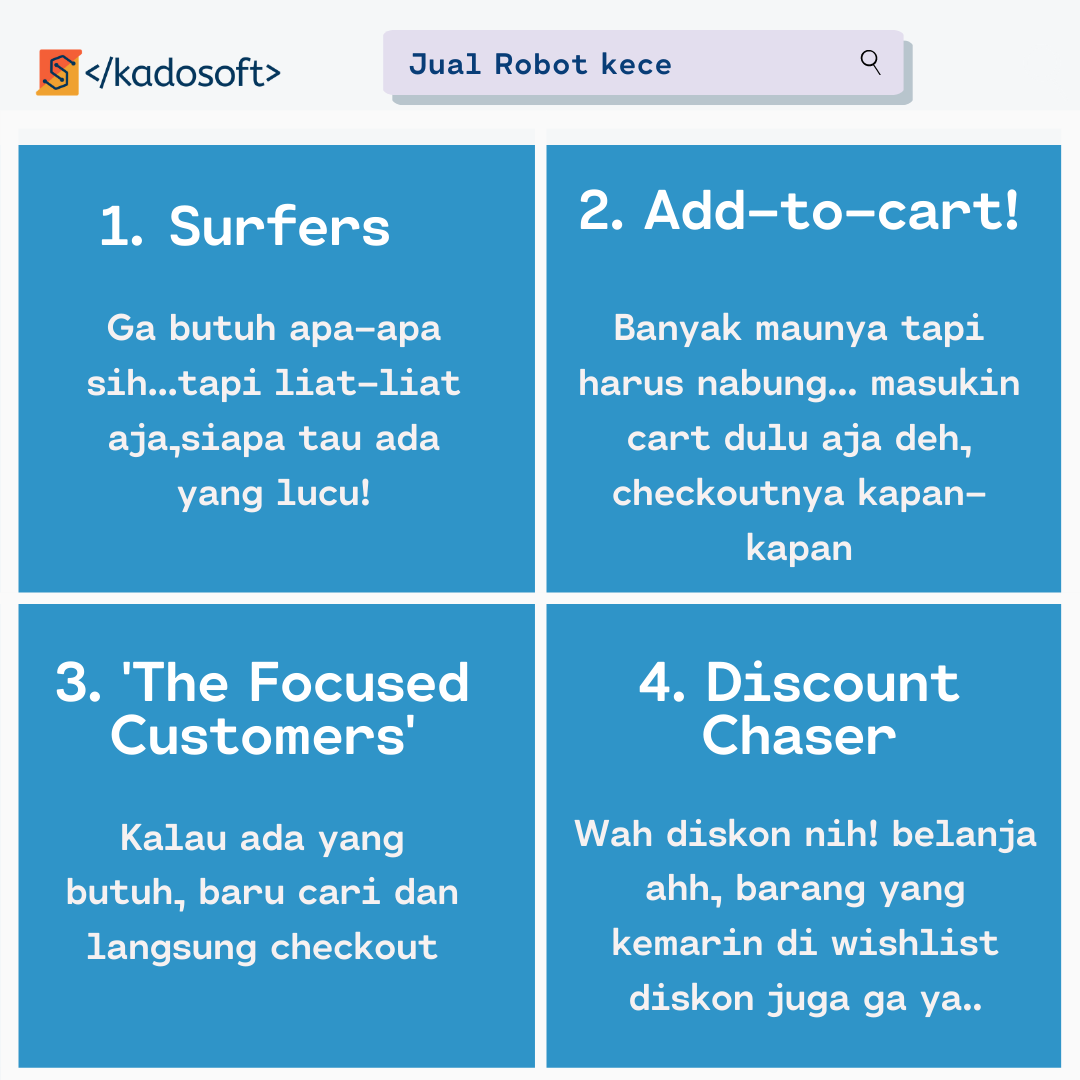 </kadosoft>
Jual Robot kece
1. Surfers
Ga butuh apa-apa
sih...tapi liat-liat
aja,siapa tau ada
yang lucu!
2. Add-to-cart!
Banyak maunya tapi
harus nabung... masukin
cart dulu aja deh,
checkoutnya kapan-
kapan
3. 'The Focused
Customers'
Kalau ada yang
butuh, baru cari dan
langsung checkout
4. Discount
Chaser
Wah diskon nih! belanja
ahh, barang yang
kemarin di wishlist
diskon juga ga ya..